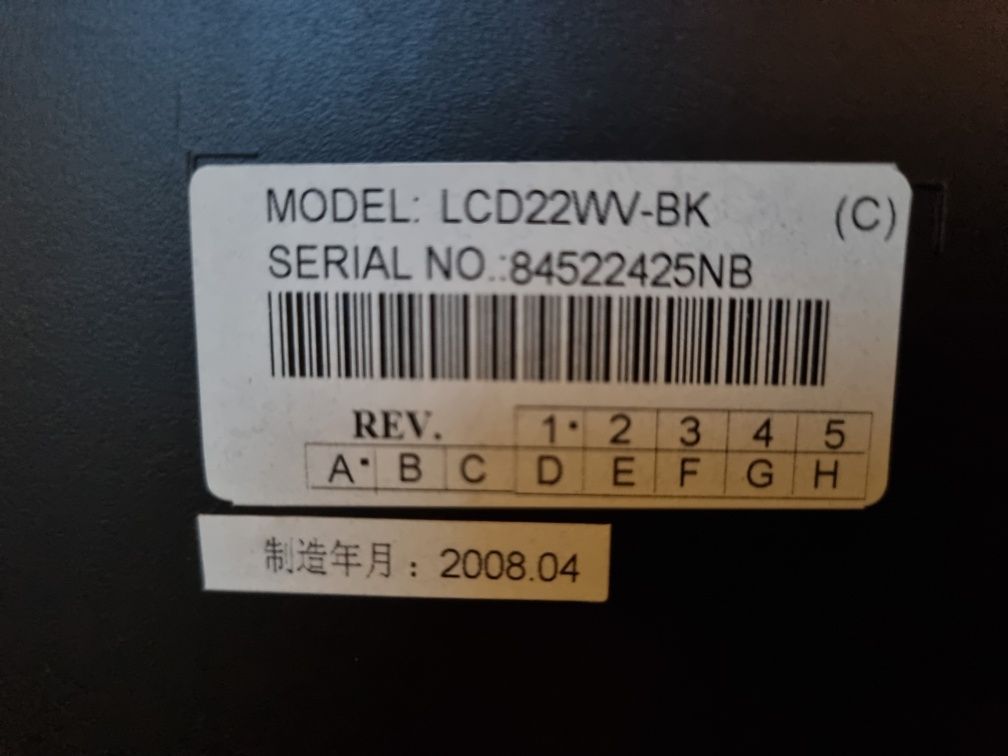 MODEL: LCD22WV-BK (C)
SERIAL NO.:84522425NB
REV. 1· 2 3 4 5
A· B C D E F G H
制造年月：2008.04